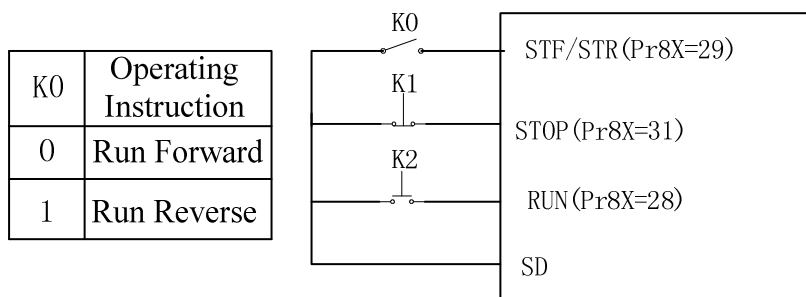 K0 Operating
Instruction
0 Run Forward
1 Run Reverse
K0
STF/STR(Pr8X=29)
K1
STOP(Pr8X=31)
K2
RUN(Pr8X=28)
SD